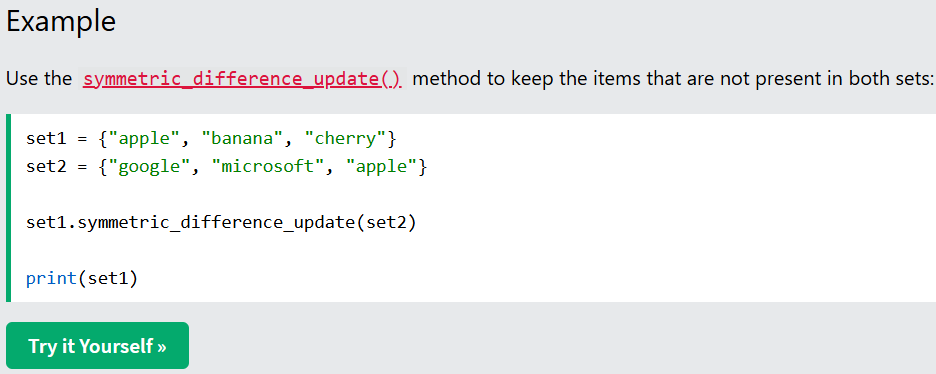 Example
Use the symmetric_difference_update() method to keep the items that are not present in both sets:
set1 = {"apple", "banana", "cherry"}
set2 = {"google", "microsoft", "apple"}
set1.symmetric_difference_update(set2)
print(set1)
Try it Yourself »